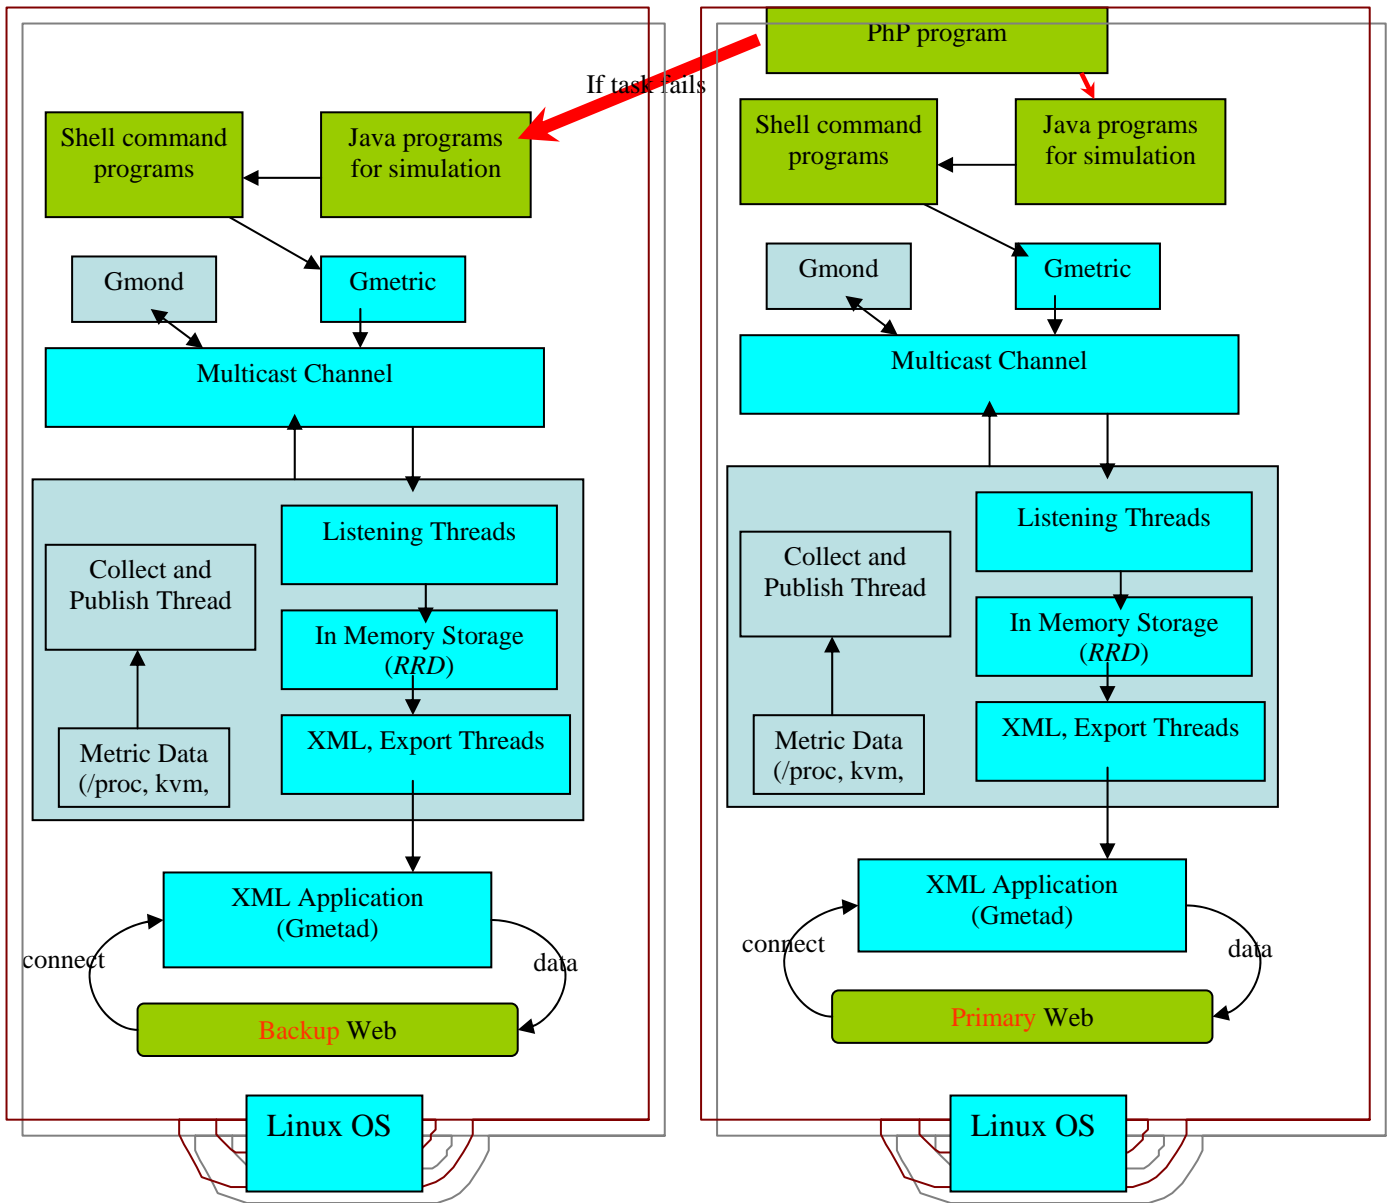 PhP program
If task fails
Shell command
programs
Java programs
for simulation
Gmond
Gmetric
Multicast Channel
Listening Threads
Collect and
Publish Thread
In Memory Storage
(RRD)
XML, Export Threads
Metric Data
(/proc, kvm,
XML Application
(Gmetad)
connect
data
Backup Web
Linux OS
Shell command
programs
Java programs
for simulation
Gmond
Gmetric
Multicast Channel
Listening Threads
Collect and
Publish Thread
In Memory Storage
(RRD)
XML, Export Threads
Metric Data
(/proc, kvm,
XML Application
(Gmetad)
connect
data
Primary Web
Linux OS